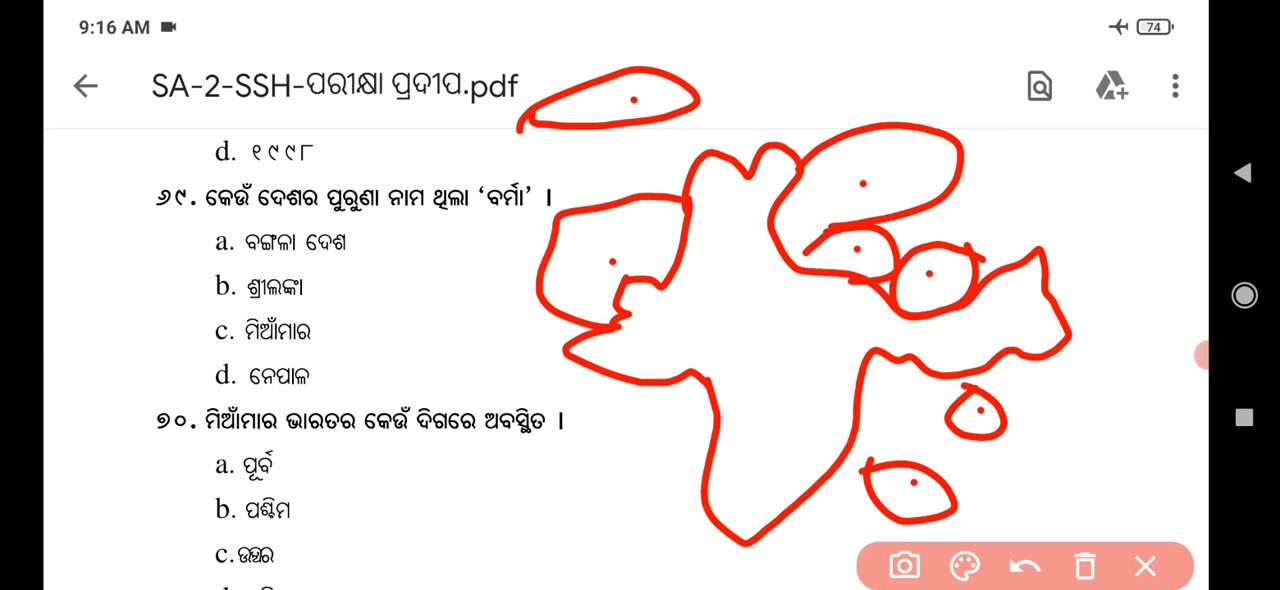 9:16 AM
74
SA-2-SSH-ପରୀକ୍ଷା ପ୍ରଦୀପ.pdf
d. ୧୯୯୮
୬୯. କେଉଁ ଦେଶର ପୁରୁଣା ନାମ ଥିଲା ‘ବର୍ମା’ ।
a. ବଙ୍ଗଳା ଦେଶ
b. ଶ୍ରୀଲଙ୍କା
c. ମିଆଁମାର
d. ନେପାଳ
୭୦. ମିଆଁମାର ଭାରତର କେଉଁ ଦିଗରେ ଅବସ୍ଥିତ ।
a. ପୂର୍ବ
b. ପଶ୍ଚିମ
c. ଉତ୍ତର